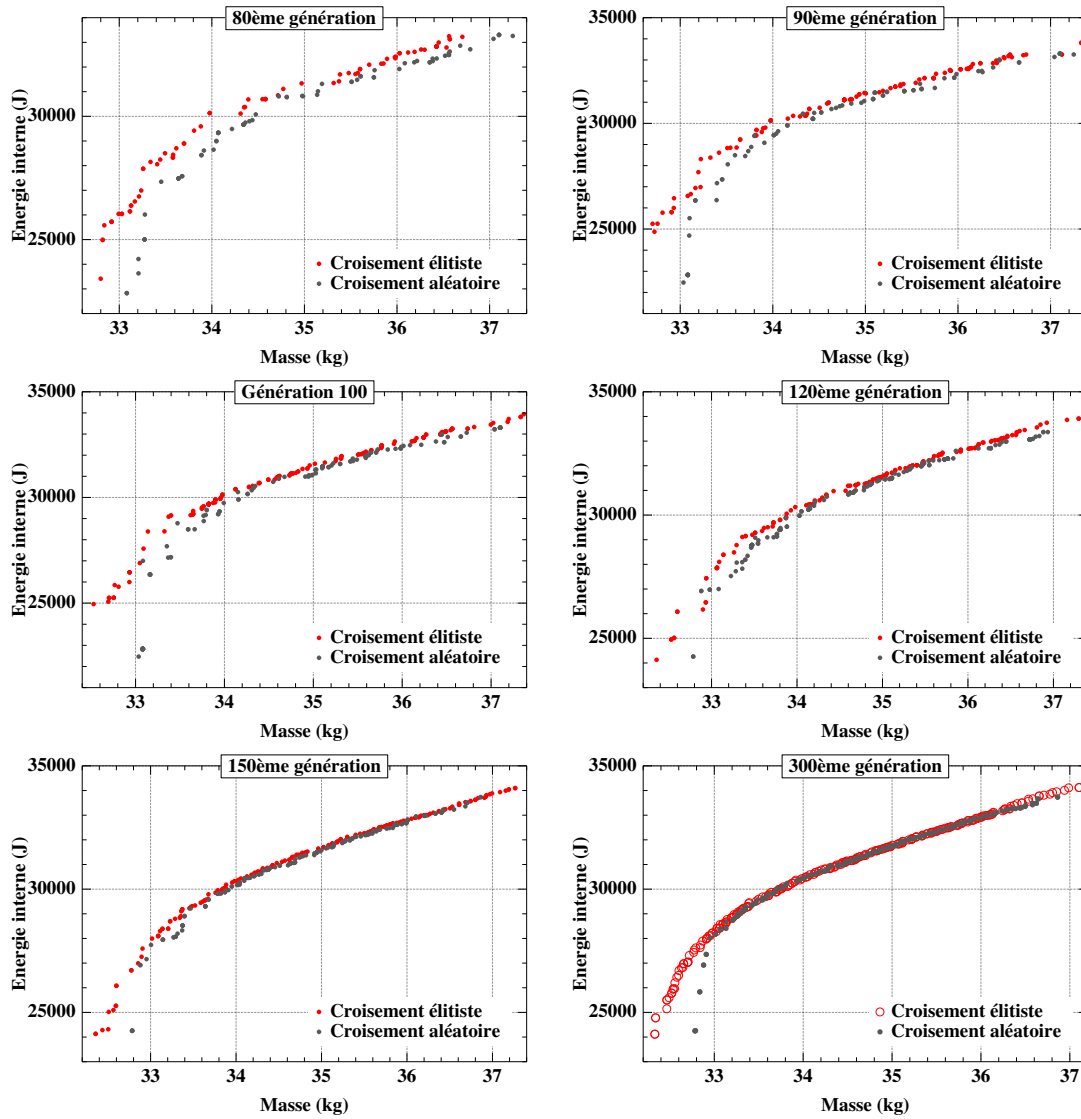 80ème génération
35000
30000
25000
Energie interne (J)
Croisement élitiste
Croisement aléatoire
33 34 35 36 37
Masse (kg)
90ème génération
35000
30000
25000
Energie interne (J)
Croisement élitiste
Croisement aléatoire
33 34 35 36 37
Masse (kg)
Génération 100
35000
30000
25000
Energie interne (J)
Croisement élitiste
Croisement aléatoire
33 34 35 36 37
Masse (kg)
120ème génération
35000
30000
25000
Energie interne (J)
Croisement élitiste
Croisement aléatoire
33 34 35 36 37
Masse (kg)
150ème génération
35000
30000
25000
Energie interne (J)
Croisement élitiste
Croisement aléatoire
33 34 35 36 37
Masse (kg)
300ème génération
35000
30000
25000
Energie interne (J)
Croisement élitiste
Croisement aléatoire
33 34 35 36 37
Masse (kg)